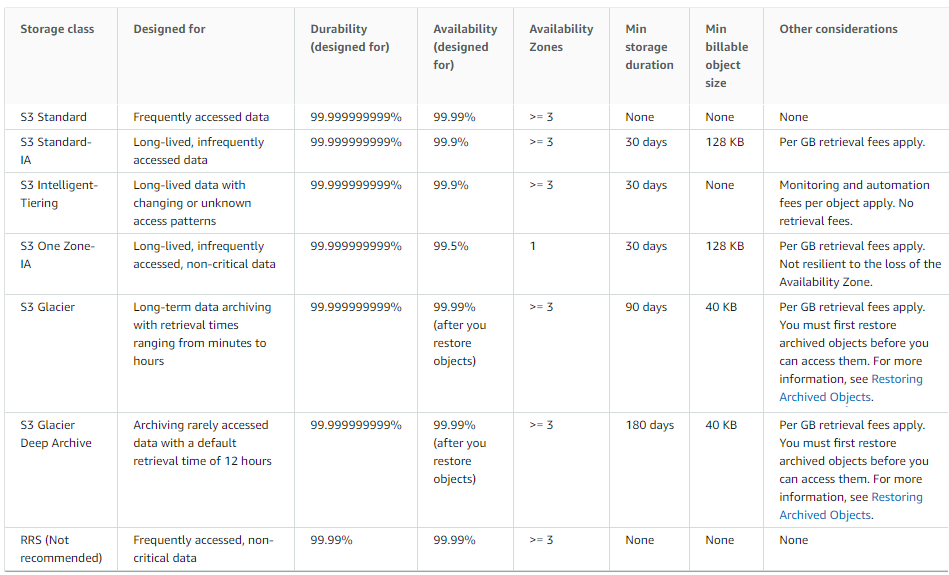 Storage class Designed for Durability (designed for) Availability (designed for) Availability Zones Min storage duration Min billable object size Other considerations
S3 Standard Frequently accessed data 99.999999999% 99.99% >= 3 None None None
S3 Standard-IA Long-lived, infrequently accessed data 99.999999999% 99.9% >= 3 30 days 128 KB Per GB retrieval fees apply.
S3 Intelligent-Tiering Long-lived data with changing or unknown access patterns 99.999999999% 99.9% >= 3 30 days None Monitoring and automation fees per object apply. No retrieval fees.
S3 One Zone-IA Long-lived, infrequently accessed, non-critical data 99.999999999% 99.5% 1 30 days 128 KB Per GB retrieval fees apply. Not resilient to the loss of the Availability Zone.
S3 Glacier Long-term data archiving with retrieval times ranging from minutes to hours 99.999999999% 99.99% (after you restore objects) >= 3 90 days 40 KB Per GB retrieval fees apply. You must first restore archived objects before you can access them. For more information, see Restoring Archived Objects.
S3 Glacier Deep Archive Archiving rarely accessed data with a default retrieval time of 12 hours 99.999999999% 99.99% (after you restore objects) >= 3 180 days 40 KB Per GB retrieval fees apply. You must first restore archived objects before you can access them. For more information, see Restoring Archived Objects.
RRS (Not recommended) Frequently accessed, non-critical data 99.99% 99.99% >= 3 None None None